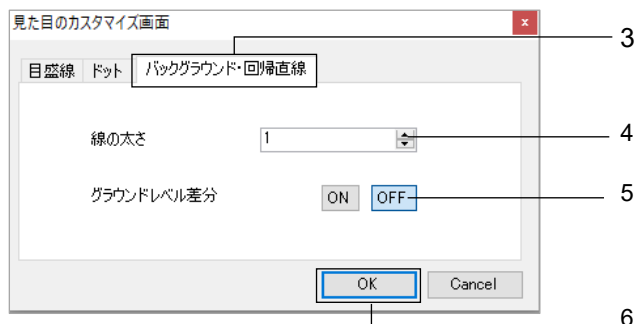 見た目のカスタマイズ画面
x
3
目盛線 ドット バックグラウンド・回帰直線
線の太さ 1 4
グラウンドレベル差分 ON OFF 5
OK Cancel
6